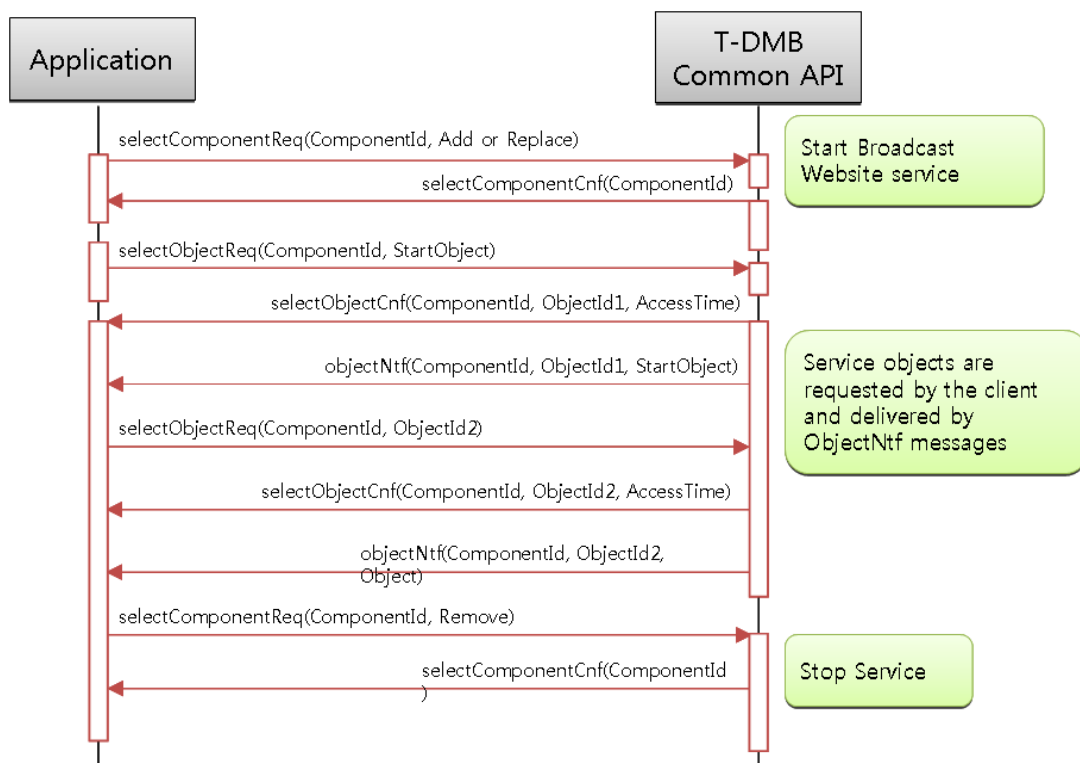 Application
T-DMB
Common API
selectComponentReq(ComponentId, Add or Replace)
Start Broadcast
Website service
selectComponentCnf(ComponentId)
selectObjectReq(ComponentId, StartObject)
selectObjectCnf(ComponentId, ObjectId1, AccessTime)
objectNtf(ComponentId, ObjectId1, StartObject)
Service objects are
requested by the client
and delivered by
ObjectNtf messages
selectObjectReq(ComponentId, ObjectId2)
selectObjectCnf(ComponentId, ObjectId2, AccessTime)
objectNtf(ComponentId, ObjectId2,
Object)
selectComponentReq(ComponentId, Remove)
selectComponentCnf(ComponentId
)
Stop Service